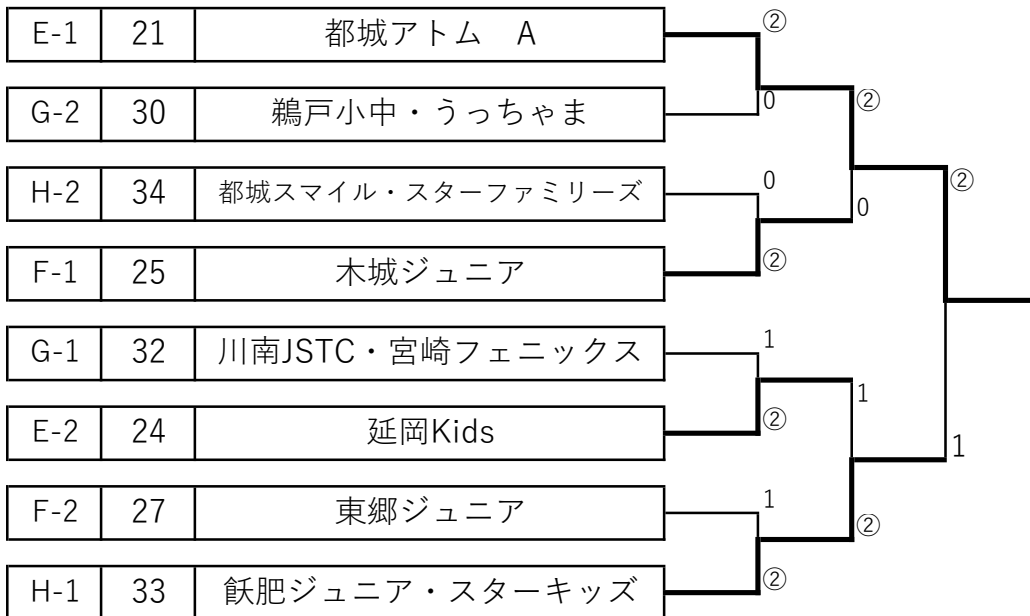 E-1 21 都城アトム　A
②
G-2 30 鵜戸小中・うっちゃま
0
②
H-2 34 都城スマイル・スターファミリーズ
0
②
0
F-1 25 木城ジュニア
②
G-1 32 川南JSTC・宮崎フェニックス
1
1
E-2 24 延岡Kids
②
1
F-2 27 東郷ジュニア
1
②
H-1 33 飫肥ジュニア・スターキッズ
②